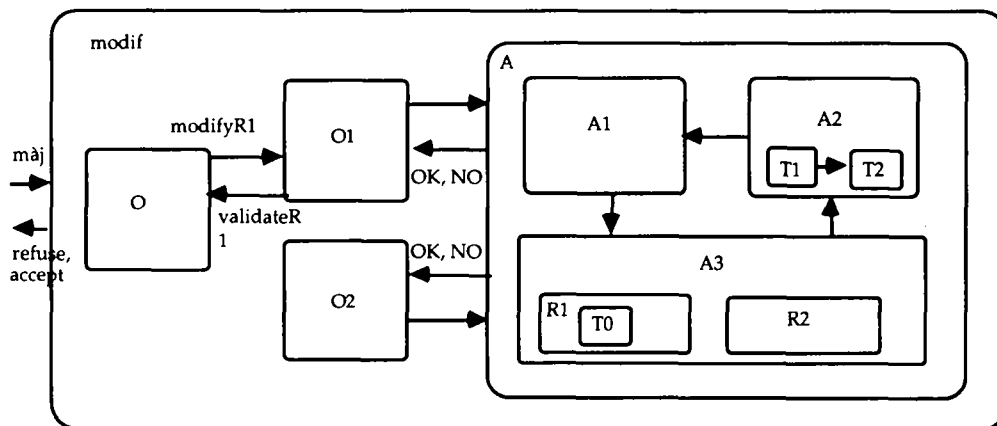 modif
A
A1
A2
T1
T2
O1
modifyR1
màj
O
OK, NO
validateR
1
refuse,
accept
OK, NO
O2
A3
R1
T0
R2